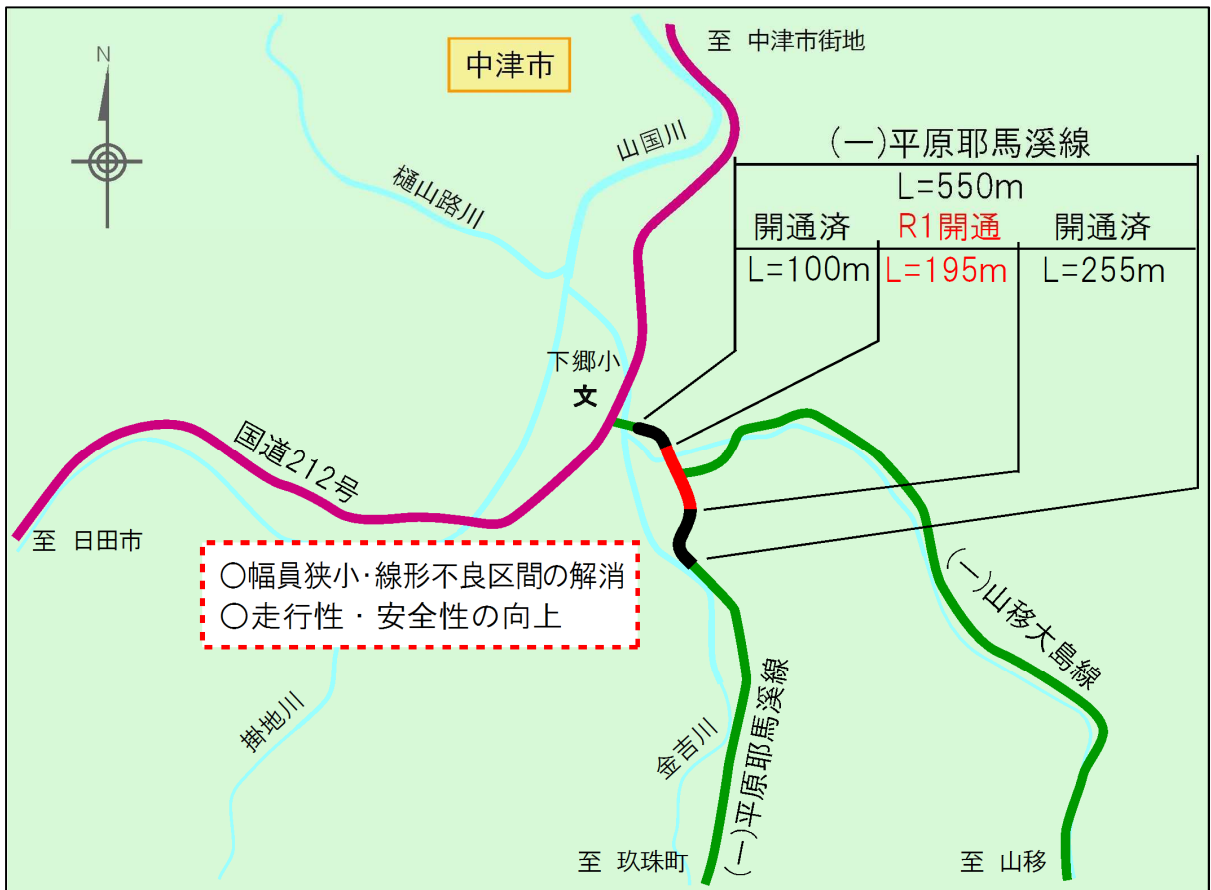 N
中津市
至 中津市街地
山国川
樋山路川
(一)平原耶馬溪線
L=550m
開通済 R1開通 開通済
L=100m L=195m L=255m
下郷小
文
国道212号
至 日田市
○幅員狭小・線形不良区間の解消
○走行性・安全性の向上
(一)山移大島線
掛地川
金吉川
(一)平原耶馬溪線
至 玖珠町
至 山移